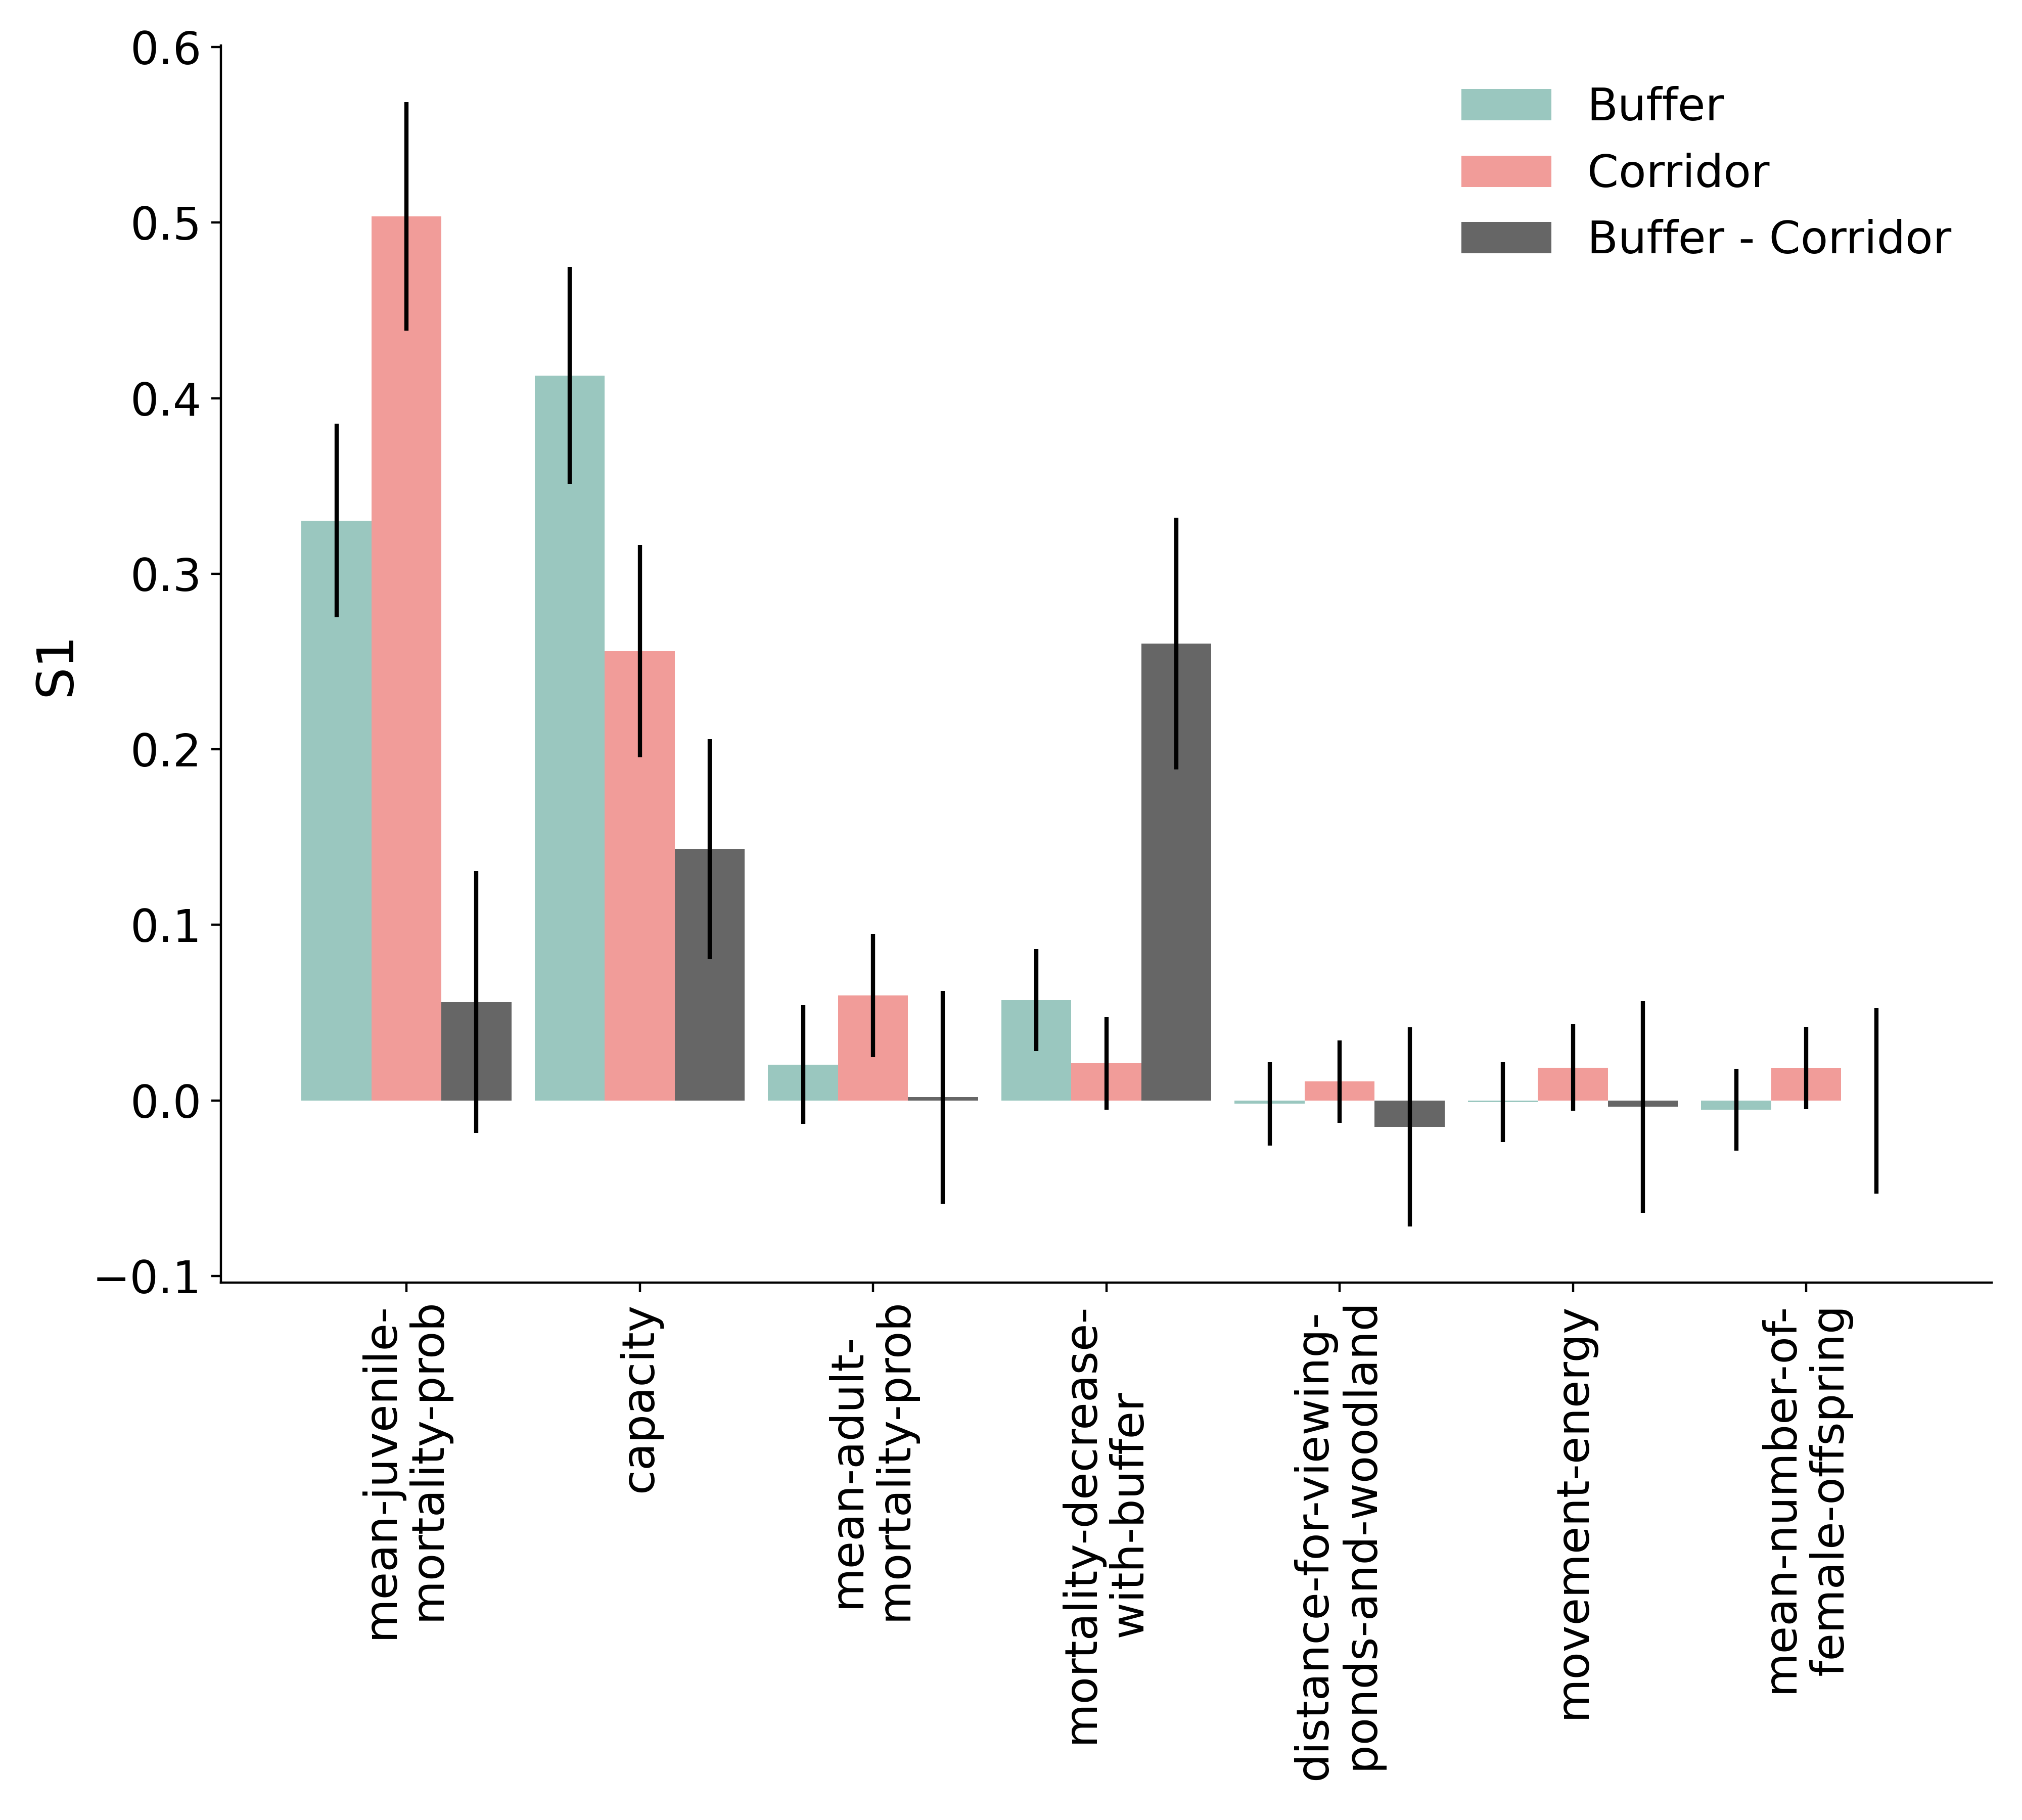 0.6
0.5
0.4
0.3
0.2
0.1
0.0
−0.1
S1
Buffer
Corridor
Buffer - Corridor
mean-juvenile-
mortality-prob
capacity
mean-adult-
mortality-prob
mortality-decrease-
with-buffer
distance-for-viewing-
ponds-and-woodland
movement-energy
mean-number-of-
female-offspring